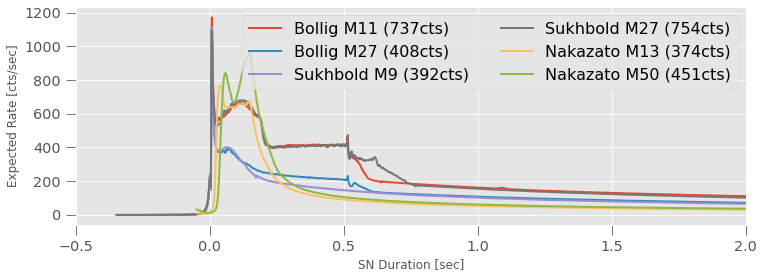 1200
1000
800
600
400
200
0
Expected Rate [cts/sec]
Bollig M11 (737cts)
Bollig M27 (408cts)
Sukhbold M9 (392cts)
Sukhbold M27 (754cts)
Nakazato M13 (374cts)
Nakazato M50 (451cts)
−0.5
0.0
0.5
1.0
1.5
2.0
SN Duration [sec]